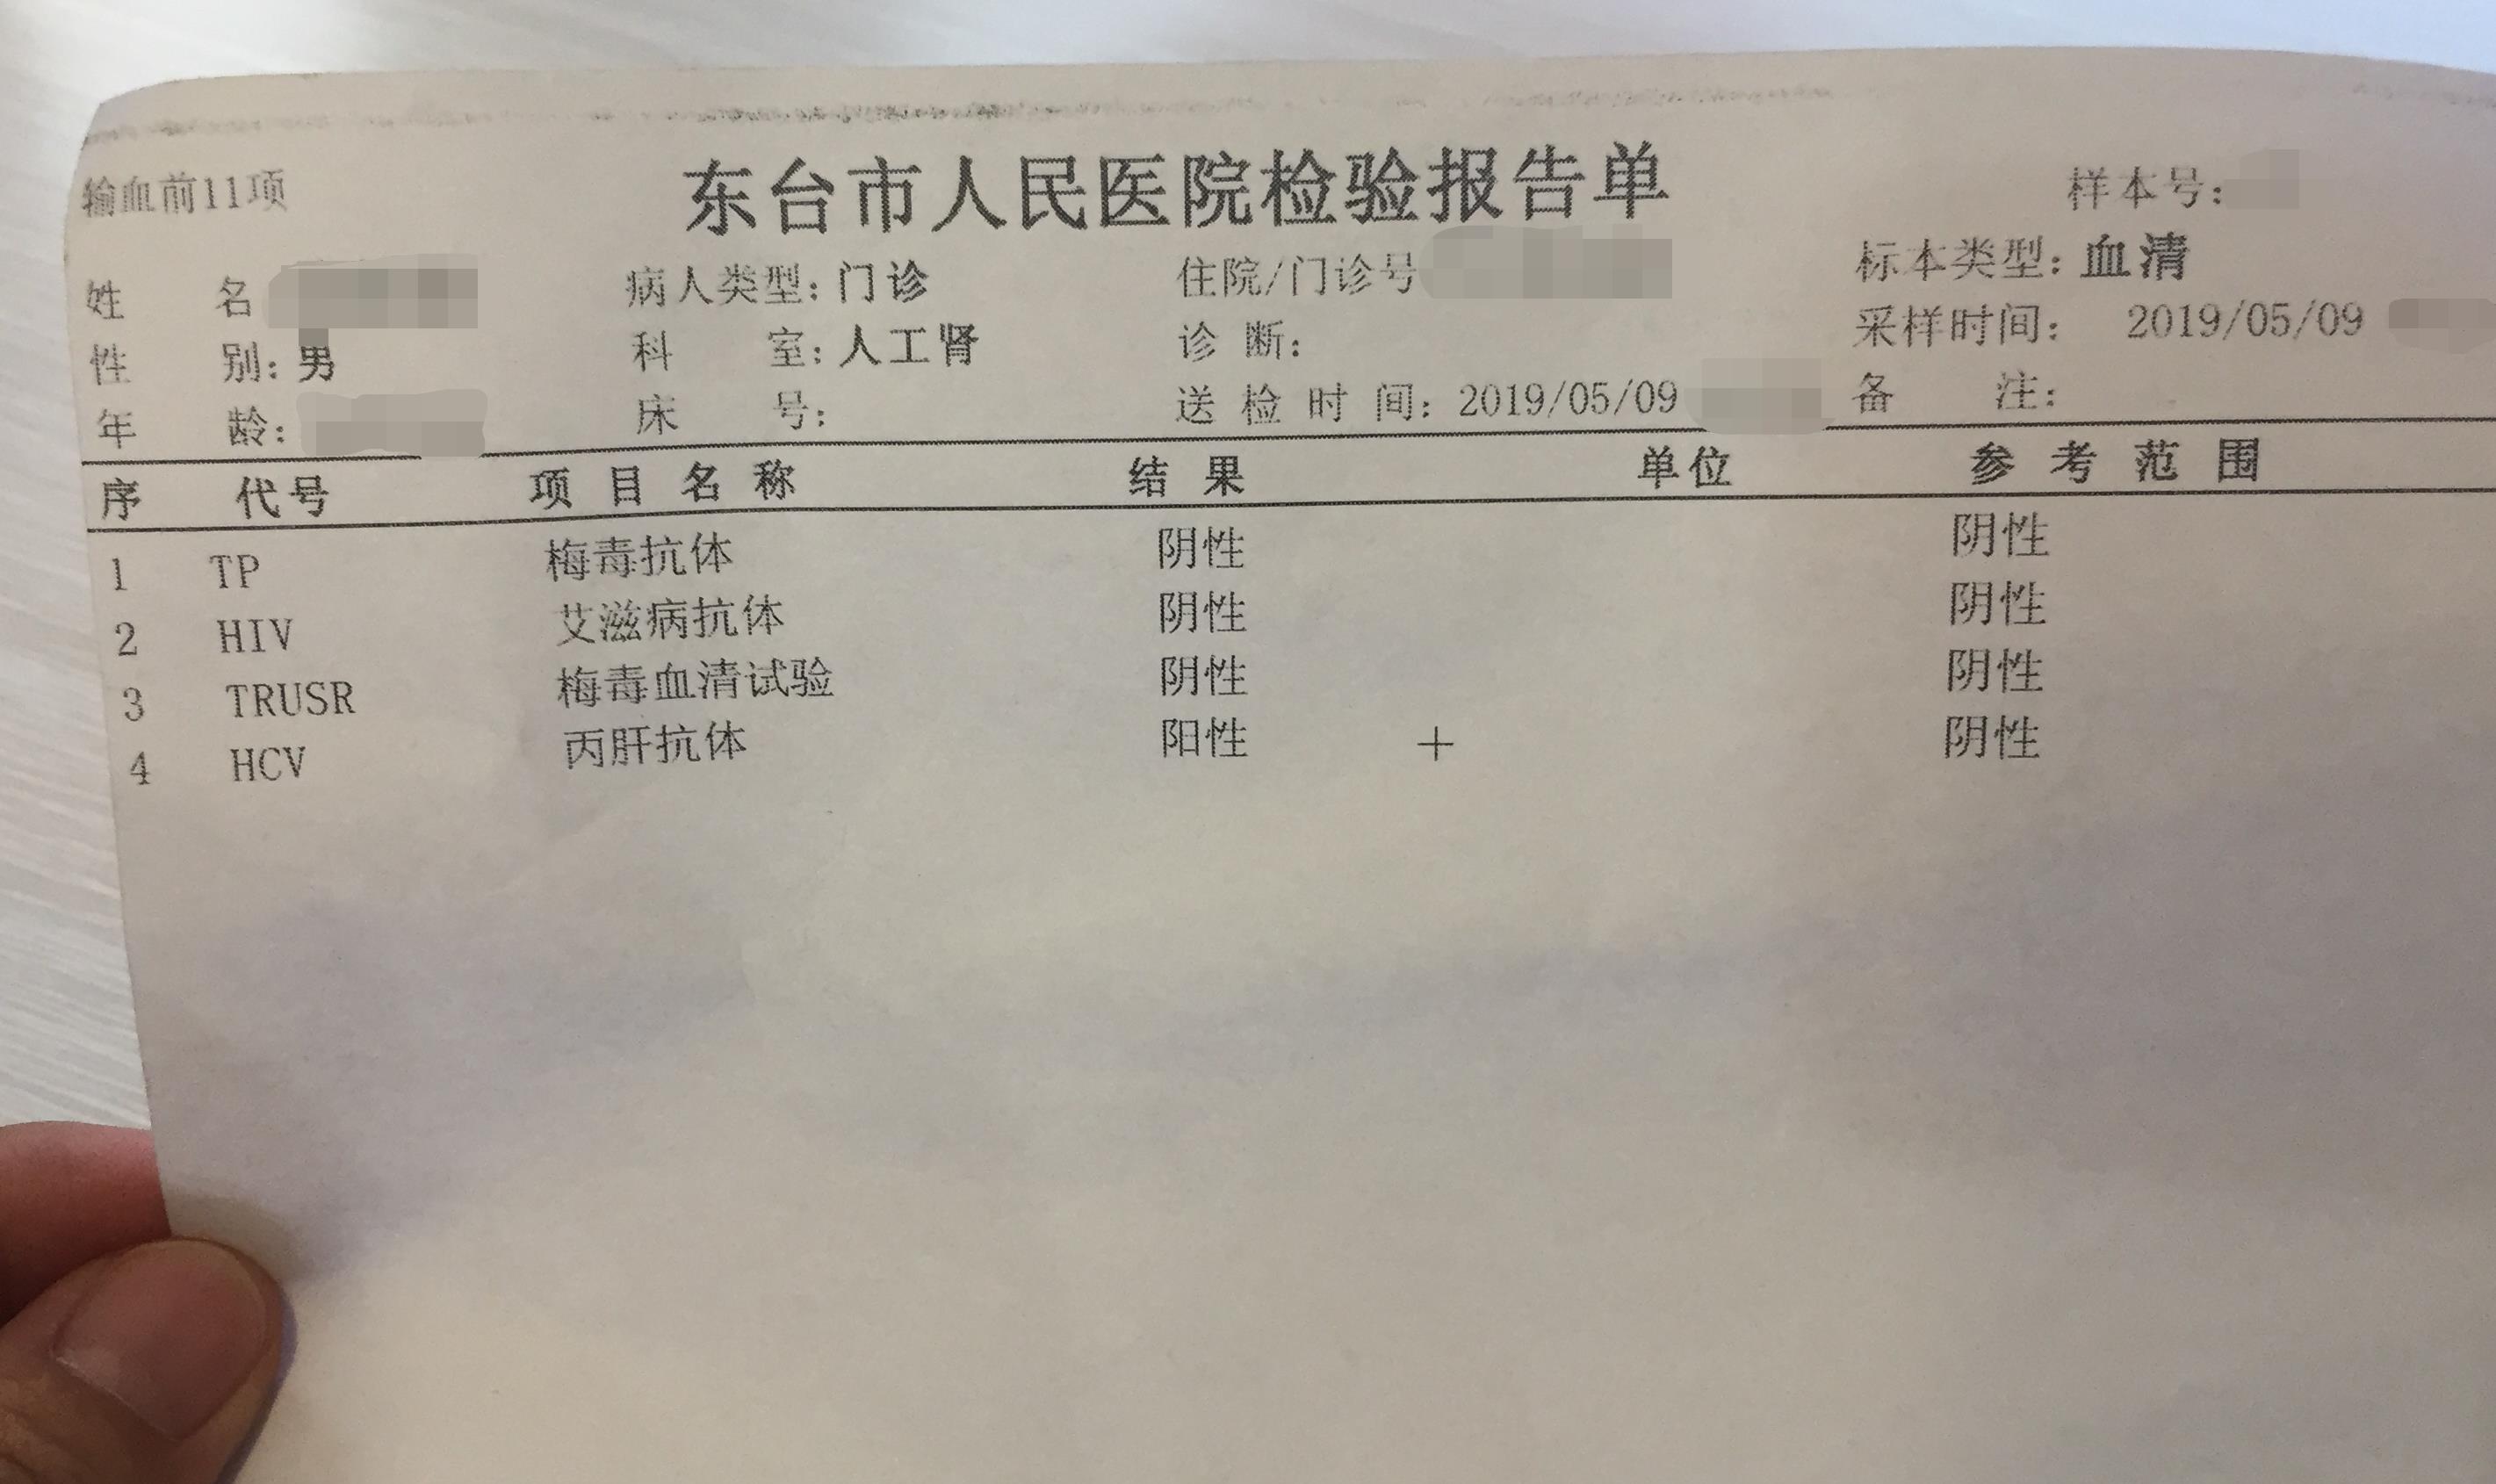 输血前11项 东台市人民医院检验报告单 样本号:
姓 名 病人类型: 门诊 住院/门诊号 标本类型: 血清
性 别: 男 科 室: 人工肾 诊 断: 采样时间: 2019/05/09
年 龄: 床 号: 送 检 时 间: 2019/05/09 备 注:
序 代号 项 目 名 称 结 果 单位 参 考 范 围
1 TP 梅毒抗体 阴性 阴性
2 HIV 艾滋病抗体 阴性 阴性
3 TRUSR 梅毒血清试验 阴性 阴性
4 HCV 丙肝抗体 阳性 + 阴性